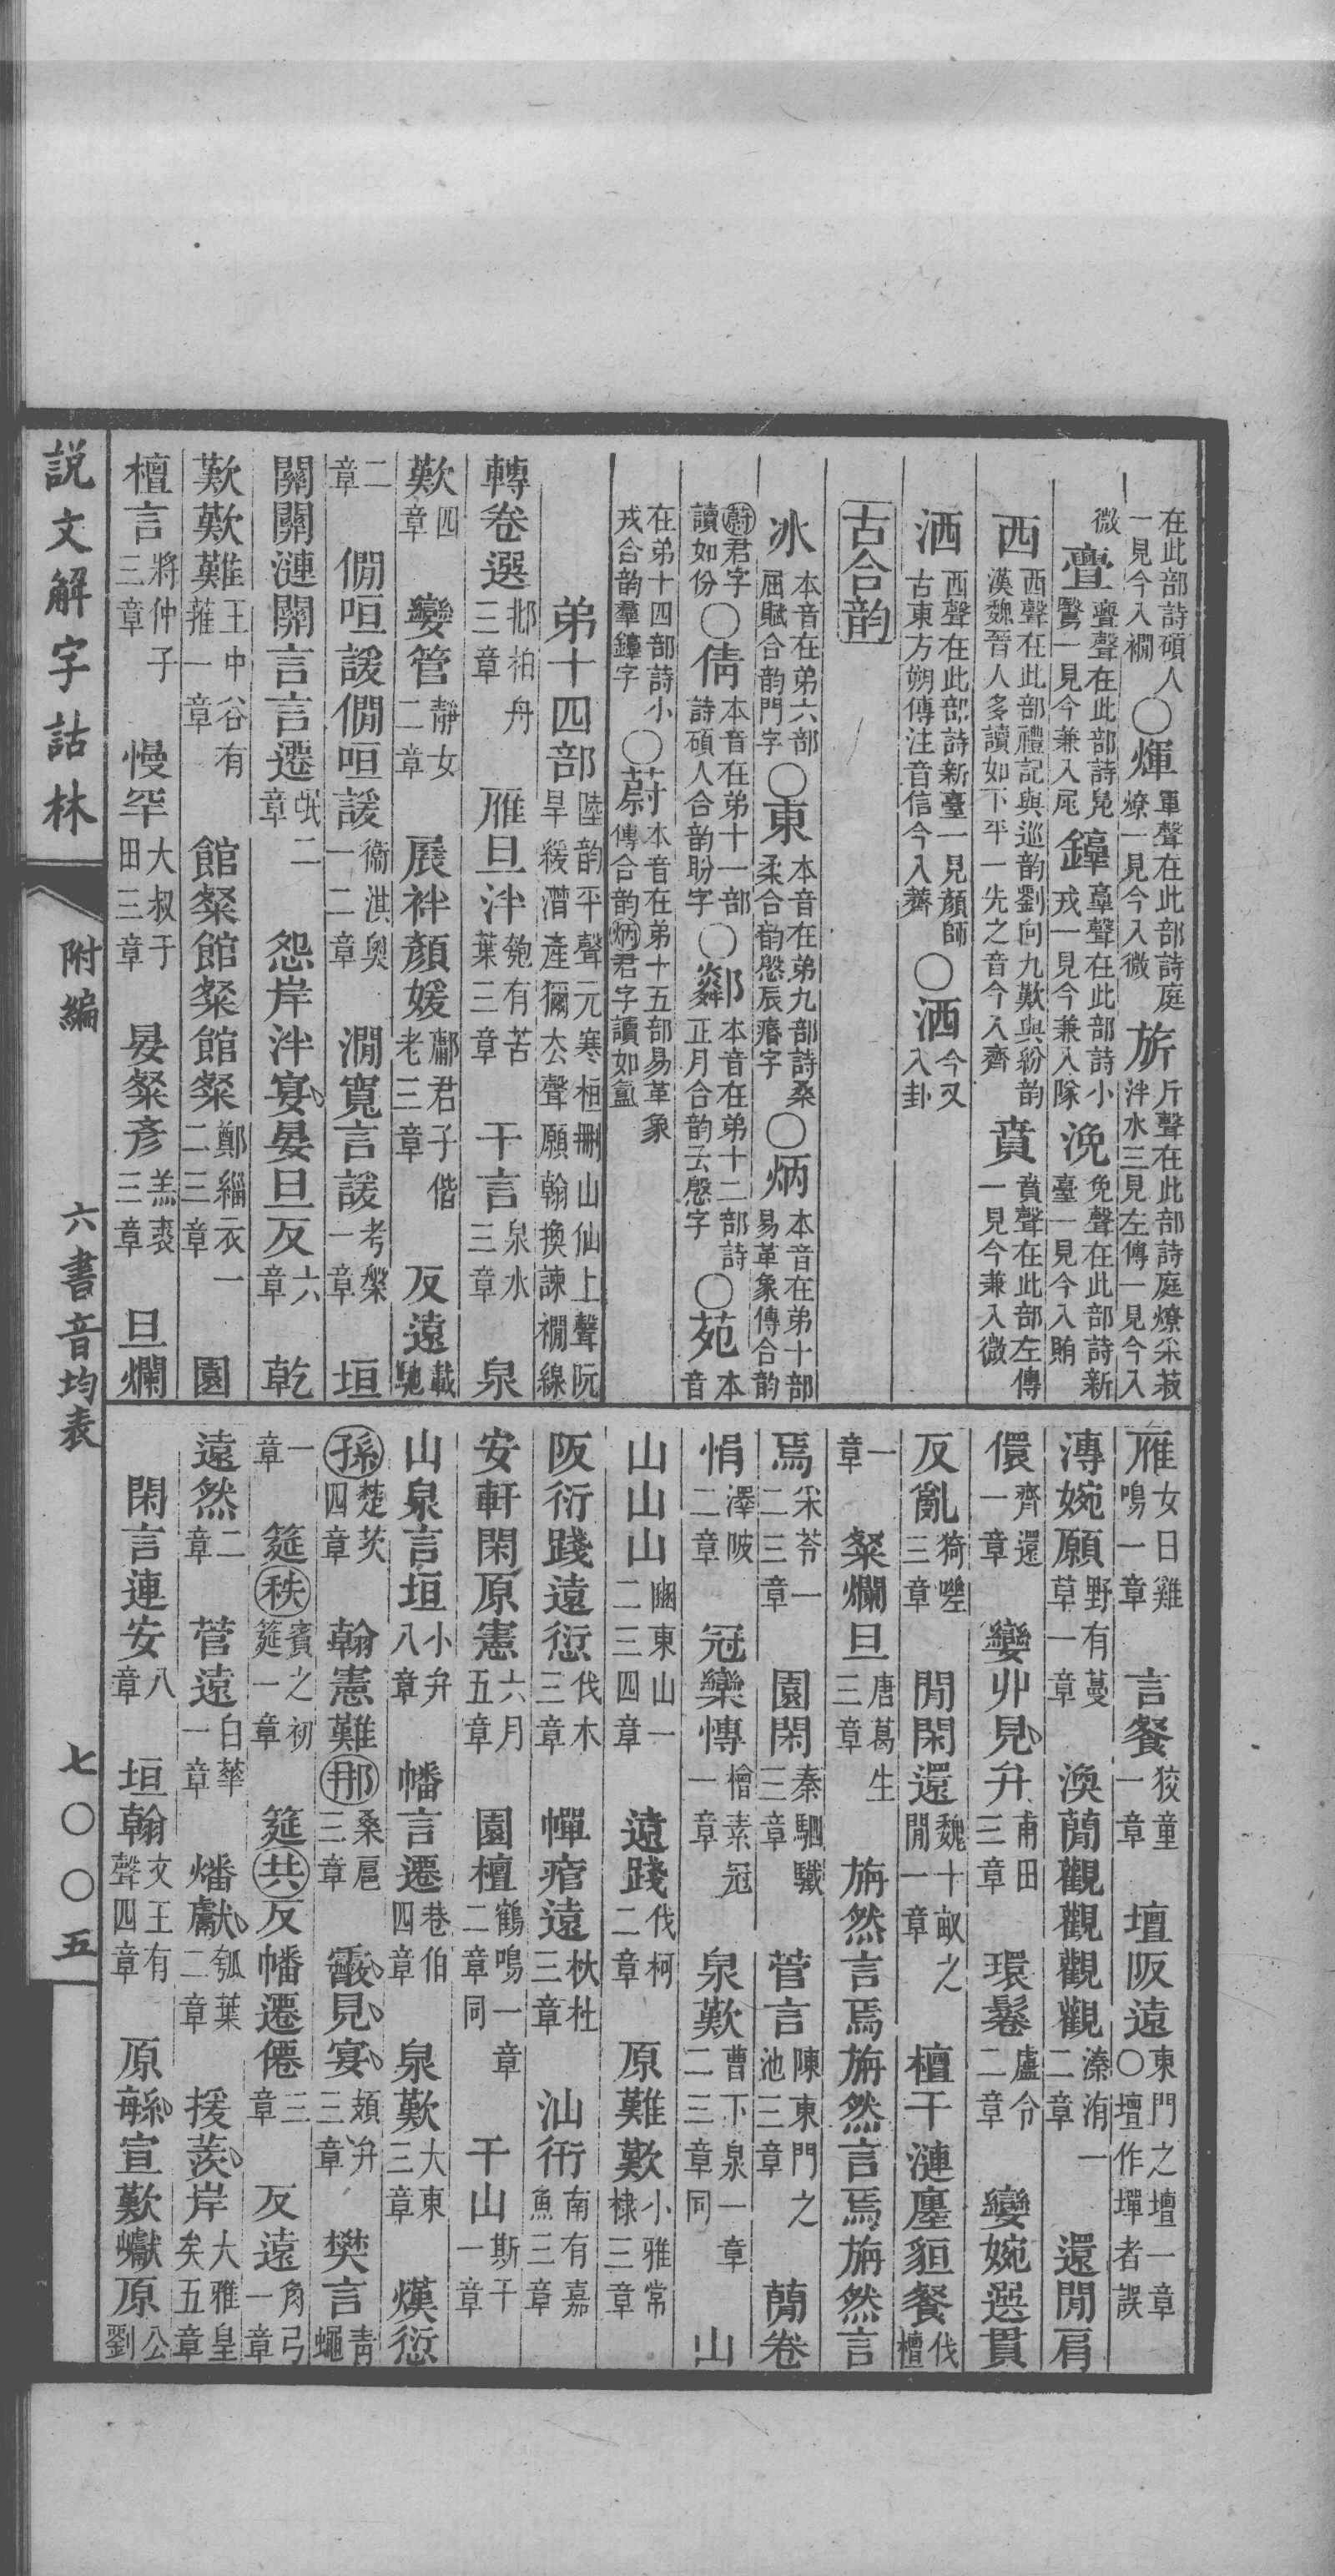 在此部詩碩人一見今入襉〇煇軍聲在此部詩庭燎一見今入微 旂斤聲在此部詩庭燎采菽泮水三見左傳一見今入
微 亹亹聲在此部詩鳧鷖一見今兼入尾 錞𦎫聲在此部詩小戎一見今兼入隊 浼免聲在此部詩新臺一見今入賄
西西聲在此部禮記與巡韵劉向九歎與紛韵漢魏晉人多讀如下平一先之音今入齊 賁賁聲在此部左傳一見今兼入微
洒西聲在此部詩新臺一見顏師古東方朔傳注音信今入薺〇洒今又入卦
古合韵
冰本音在弟六部屈賦合韵門字〇東本音在弟九部詩桑柔合韵慇辰瘽字〇炳本音在弟十部易革象傳合韵
蔚君字讀如份〇倩本音在弟十一部詩碩人合韵盼字〇鄰本音在弟十二部詩正月合韵云慇字〇苑本音
在弟十四部詩小戎合韵羣錞字〇蔚本音在弟十五部易革象傳合韵炳君字讀如氳
弟十四部陸韵平聲元寒桓刪山仙上聲阮旱緩潸產獮去聲願翰換諫襉線
轉卷選邶柏舟三章 雁旦泮匏有苦葉三章 干言泉水三章 泉
歎四章 孌管靜女二章 展袢顏媛鄘君子偕老三章 反遠載馳
二章 僩咺諼僩咺諼衞淇奥一二章 澗寬言諼考槃一章 垣
關關漣關言言遷氓二章 怨岸泮宴晏旦反六章 乾
歎歎難王中谷有蓷一章 館粲館粲館粲鄭緇衣一二三章 園
檀言將仲子三章 慢罕大叔于田三章 晏粲彥羔裘三章 旦爛
雁女曰雞鳴一章 言餐狡童一章 壇阪遠東門之壇一章〇壇作墠者誤
漙婉願野有蔓草一章 渙蕑觀觀觀觀溱洧一二章 還閒肩
儇齊還一章 孌丱見弁甫田三章 環鬈盧令二章 孌婉選貫
反亂猗嗟三章 閒閑還魏十畝之閒一章 檀干漣廛貆餐伐檀
一章 粲爛旦唐葛生三章 旃然言焉旃然言焉旃然言
焉采苓一二三章 園閑秦駟驖三章 菅言陳東門之池三章 蕑卷
悁澤陂二章 冠欒慱檜素冠一章 泉歎曹下泉一章二三章同 山
山山山豳東山一二三四章 遠踐伐柯二章 原難歎小雅常棣三章
阪衍踐遠愆伐木三章 幝痯遠杕杜三章 汕衎南有嘉魚三章
安軒閑原憲六月五章 園檀鶴鳴一章二章同 干山斯干一章
山泉言垣小弁八章 幡言遷巷伯四章 泉歎大東三章 熯愆
孫楚茨四章 翰憲難那桑扈三章 霰見宴頍弁三章 樊言青蠅
一章 筵秩賓之初筵一章 筵共反幡遷僊三章 反遠角弓一章
遠然二章 菅遠白華一章 燔獻瓠葉二章 援羨岸大雅皇矣五章
閑言連安八章 垣翰文王有聲四章 原繁宣歎巘原公劉
説文解字詁林
附編
六書音均表
七〇〇五